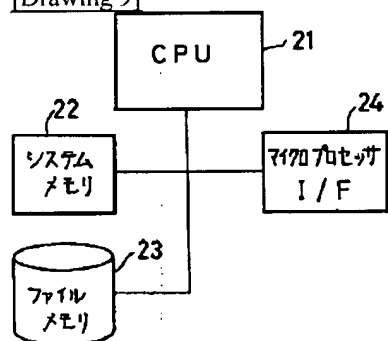 [Drawing 9]
CPU
21
22
24
システム
メモリ
マイクロプロセッサ
I/F
23
ファイル
メモリ